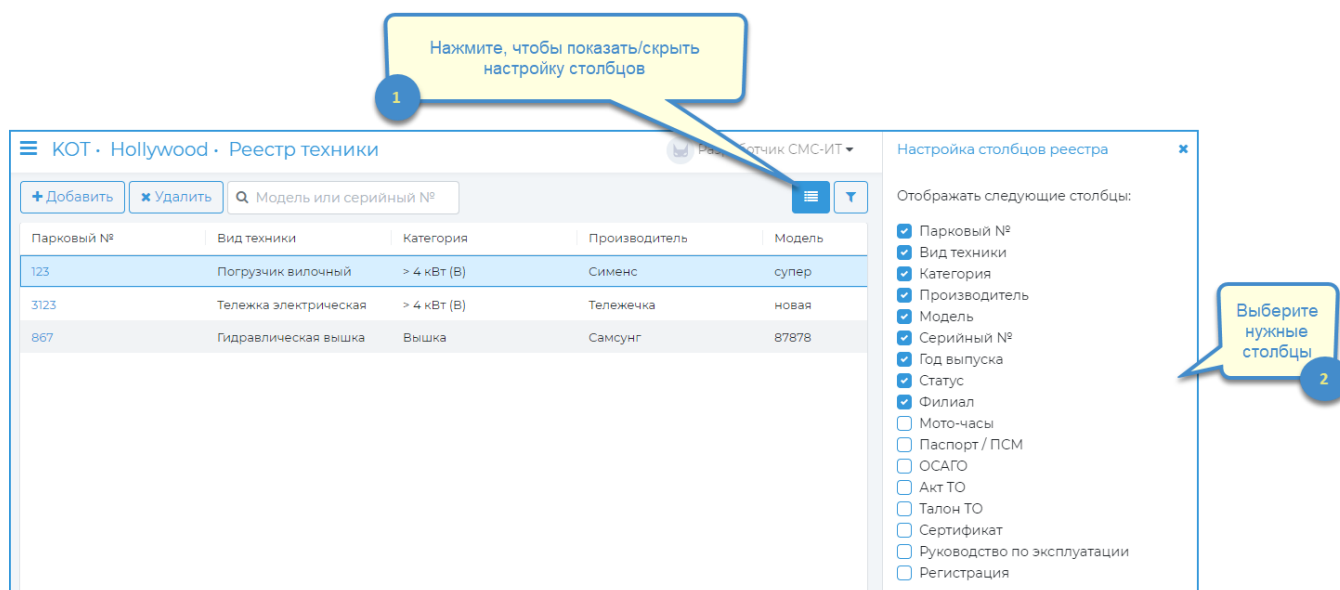 Нажмите, чтобы показать/скрыть
настройку столбцов
1
КОТ · Hollywood · Реестр техники
Разработчик СМС-ИТ
Настройка столбцов реестра
Добавить
Удалить
Модель или серийный №
Отображать следующие столбцы:
Парковый № Вид техники Категория Производитель Модель
123 Погрузчик вилочный > 4 кВт (В) Сименс супер
3123 Тележка электрическая > 4 кВт (В) Тележечка новая
867 Гидравлическая вышка Вышка Самсунг 87878
Парковый №
Вид техники
Категория
Производитель
Модель
Серийный №
Год выпуска
Статус
Филиал
Мото-часы
Паспорт / ПСМ
ОСАГО
Акт ТО
Талон ТО
Сертификат
Руководство по эксплуатации
Регистрация
Выберите
нужные
столбцы
2